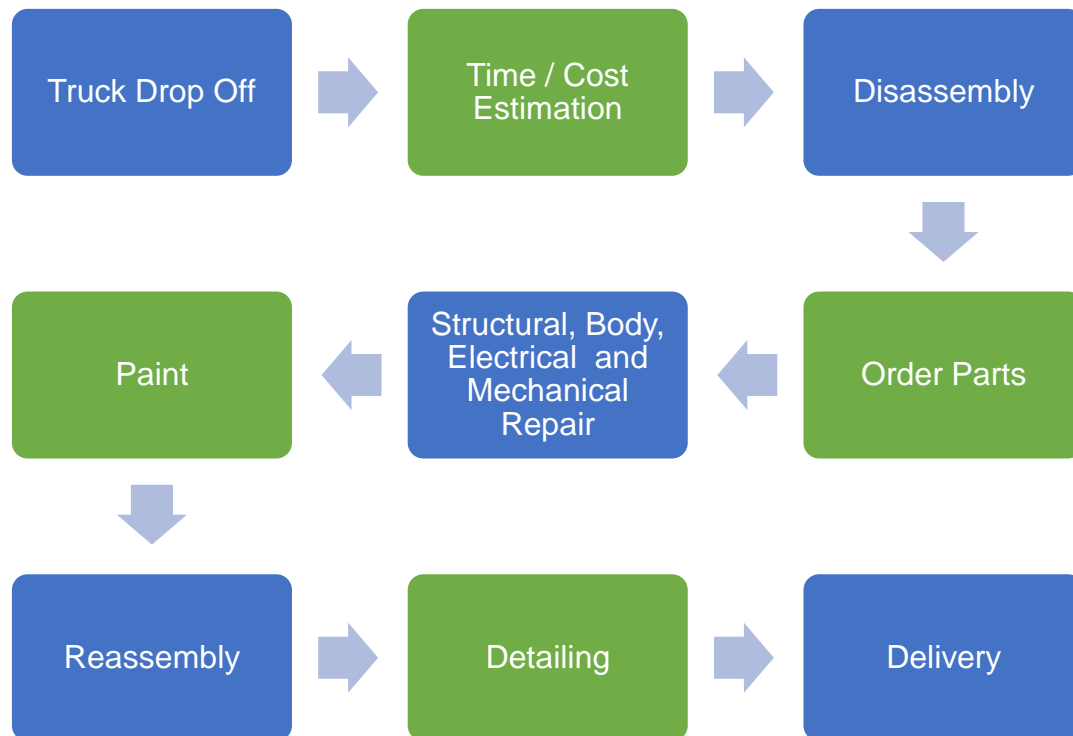 Truck Drop Off
Time / Cost
Estimation
Disassembly
Order Parts
Structural, Body,
Electrical  and
Mechanical
Repair
Paint
Reassembly
Detailing
Delivery